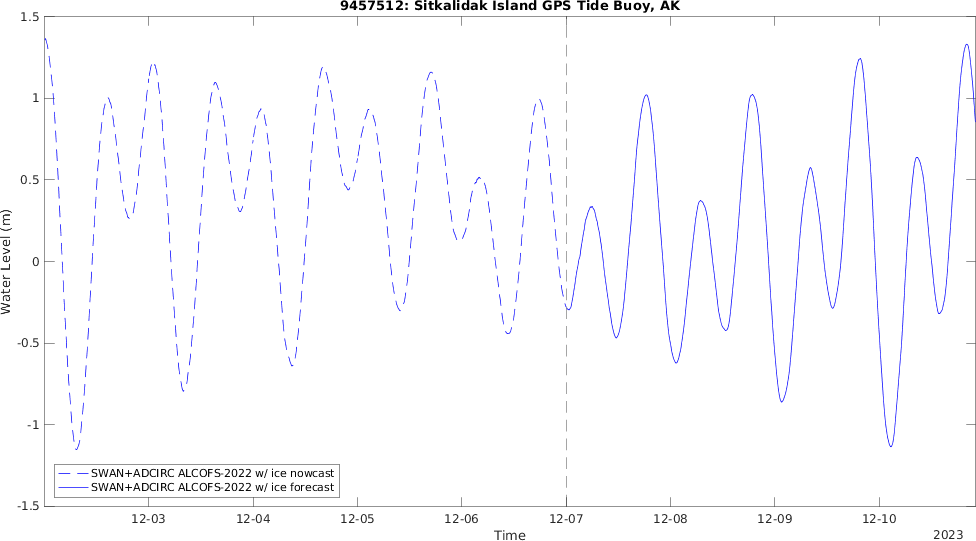 9457512: Sitkalidak Island GPS Tide Buoy, AK
1.5
1
0.5
0
-0.5
-1
-1.5
Water Level (m)
SWAN+ADCIRC ALCOFS-2022 w/ ice nowcast
SWAN+ADCIRC ALCOFS-2022 w/ ice forecast
12-03 12-04 12-05 12-06 12-07 12-08 12-09 12-10
Time
2023